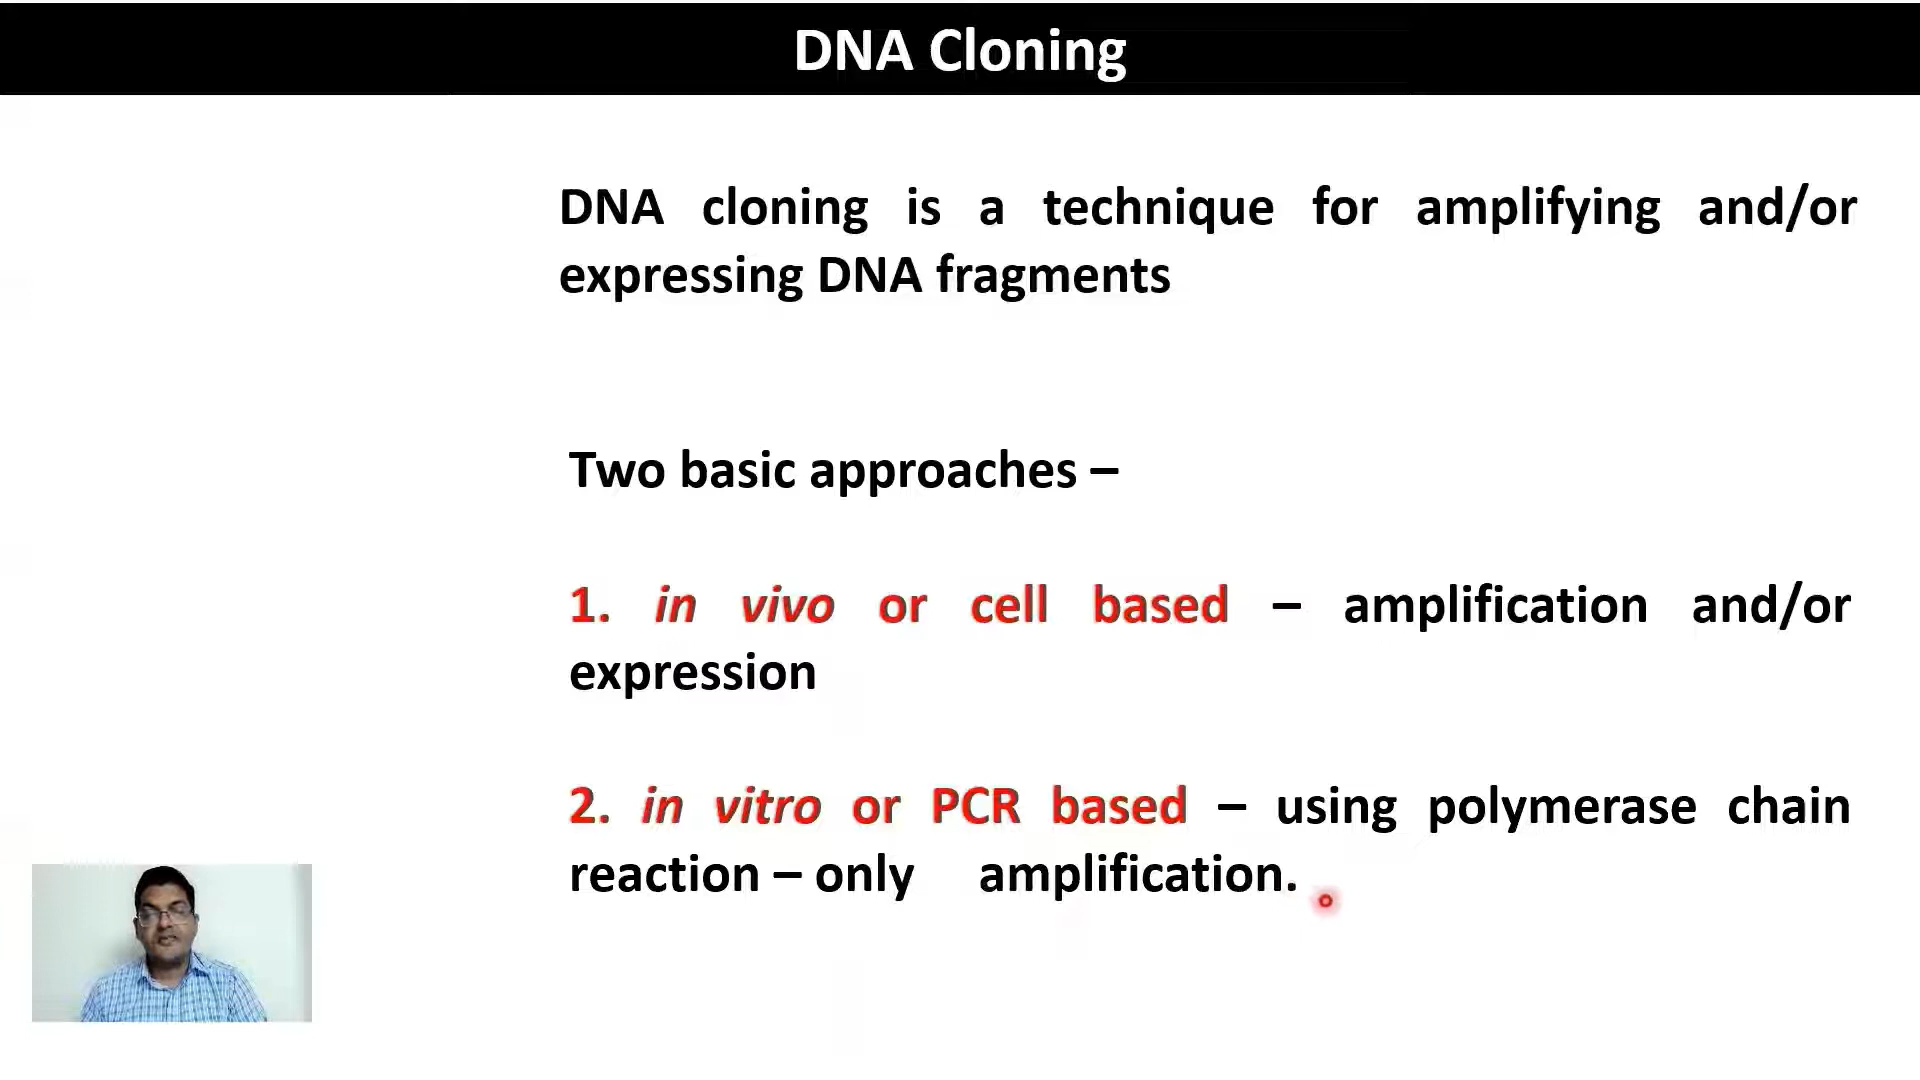 DNA Cloning
DNA cloning is a technique for amplifying and/or
expressing DNA fragments
Two basic approaches –
1. in vivo or cell based – amplification and/or
expression
2. in vitro or PCR based – using polymerase chain
reaction – only amplification.